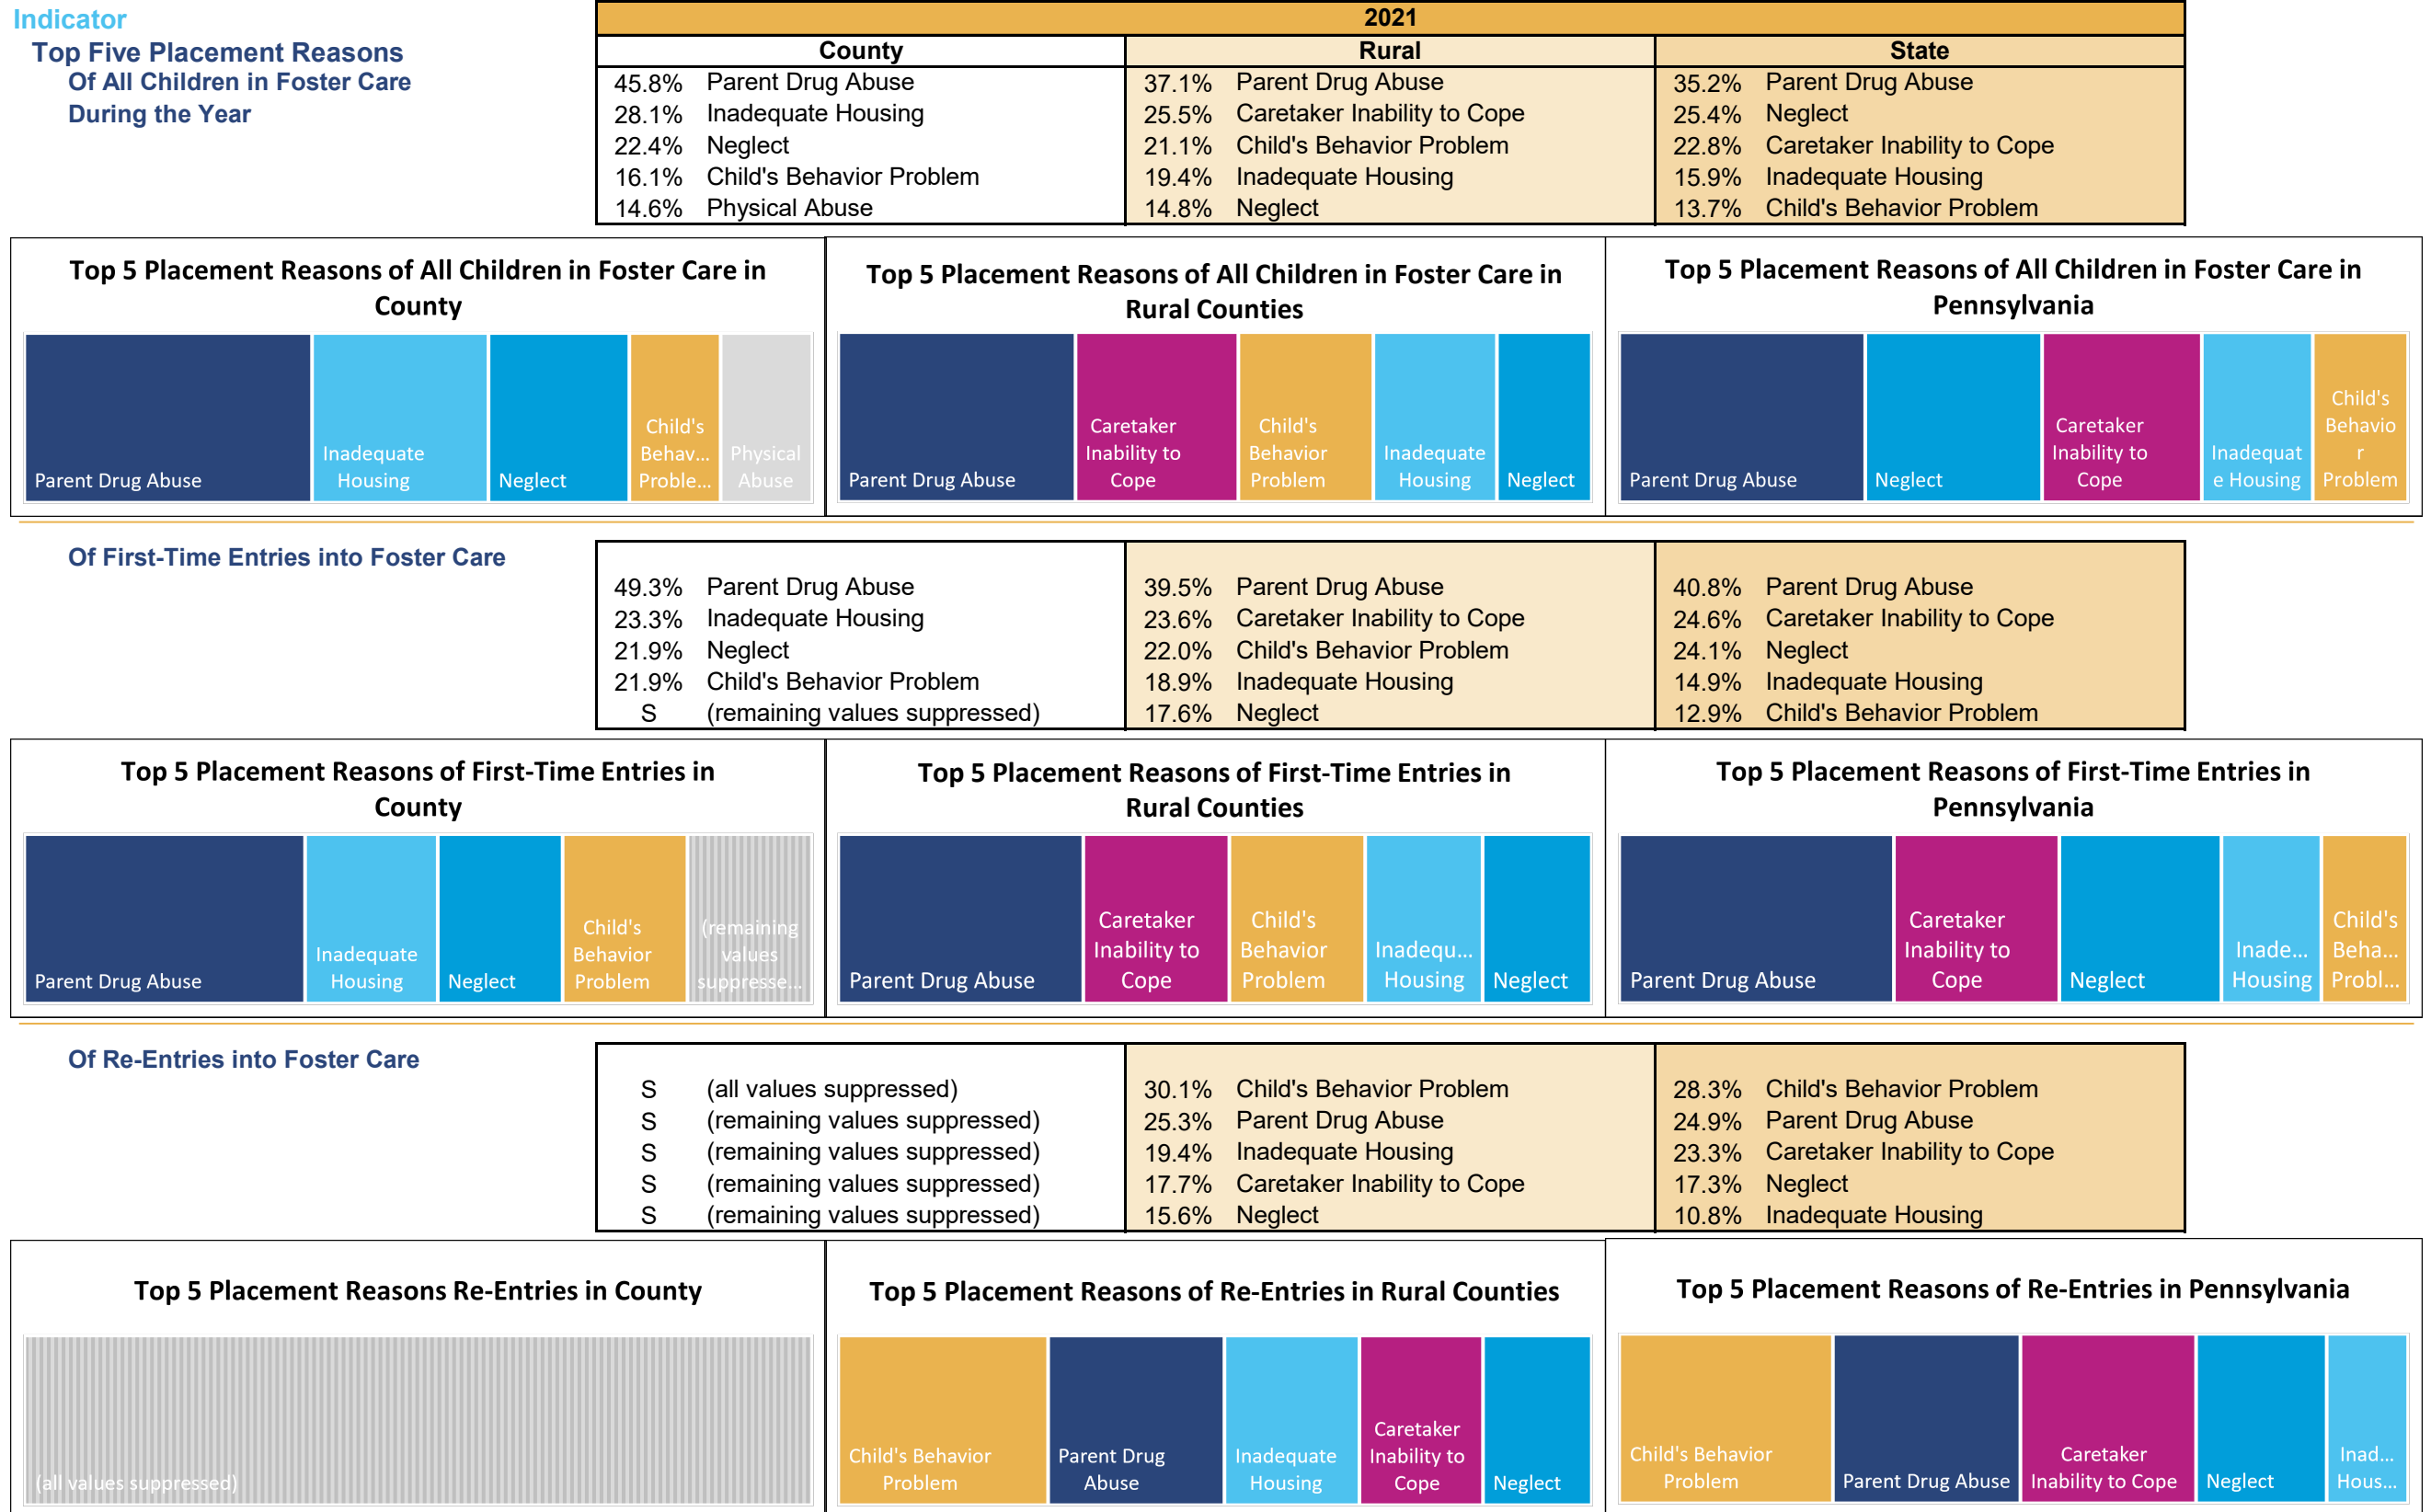 Indicator
Top Five Placement Reasons
Of All Children in Foster Care
During the Year
2021
County Rural State
45.8% Parent Drug Abuse 37.1% Parent Drug Abuse 35.2% Parent Drug Abuse
28.1% Inadequate Housing 25.5% Caretaker Inability to Cope 25.4% Neglect
22.4% Neglect 21.1% Child's Behavior Problem 22.8% Caretaker Inability to Cope
16.1% Child's Behavior Problem 19.4% Inadequate Housing 15.9% Inadequate Housing
14.6% Physical Abuse 14.8% Neglect 13.7% Child's Behavior Problem
Top 5 Placement Reasons of All Children in Foster Care in
County
Parent Drug Abuse
Inadequate
Housing
Neglect
Child's
Behav...
Proble...
Physical
Abuse
Top 5 Placement Reasons of All Children in Foster Care in
Rural Counties
Parent Drug Abuse
Caretaker
Inability to
Cope
Child's
Behavior
Problem
Inadequate
Housing
Neglect
Top 5 Placement Reasons of All Children in Foster Care in
Pennsylvania
Parent Drug Abuse
Neglect
Caretaker
Inability to
Cope
Inadequat
e Housing
Child's
Behavio
r
Problem
Of First-Time Entries into Foster Care
49.3% Parent Drug Abuse 39.5% Parent Drug Abuse 40.8% Parent Drug Abuse
23.3% Inadequate Housing 23.6% Caretaker Inability to Cope 24.6% Caretaker Inability to Cope
21.9% Neglect 22.0% Child's Behavior Problem 24.1% Neglect
21.9% Child's Behavior Problem 18.9% Inadequate Housing 14.9% Inadequate Housing
S (remaining values suppressed) 17.6% Neglect 12.9% Child's Behavior Problem
Top 5 Placement Reasons of First-Time Entries in
County
Parent Drug Abuse
Inadequate
Housing
Neglect
Child's
Behavior
Problem
(remaining
values
suppresse...
Top 5 Placement Reasons of First-Time Entries in
Rural Counties
Parent Drug Abuse
Caretaker
Inability to
Cope
Child's
Behavior
Problem
Inadequ...
Housing
Neglect
Top 5 Placement Reasons of First-Time Entries in
Pennsylvania
Parent Drug Abuse
Caretaker
Inability to
Cope
Neglect
Inade...
Housing
Child's
Beha...
Probl...
Of Re-Entries into Foster Care
S (all values suppressed) 30.1% Child's Behavior Problem 28.3% Child's Behavior Problem
S (remaining values suppressed) 25.3% Parent Drug Abuse 24.9% Parent Drug Abuse
S (remaining values suppressed) 19.4% Inadequate Housing 23.3% Caretaker Inability to Cope
S (remaining values suppressed) 17.7% Caretaker Inability to Cope 17.3% Neglect
S (remaining values suppressed) 15.6% Neglect 10.8% Inadequate Housing
Top 5 Placement Reasons Re-Entries in County
(all values suppressed)
Top 5 Placement Reasons of Re-Entries in Rural Counties
Child's Behavior
Problem
Parent Drug
Abuse
Inadequate
Housing
Caretaker
Inability to
Cope
Neglect
Top 5 Placement Reasons of Re-Entries in Pennsylvania
Child's Behavior
Problem
Parent Drug Abuse
Caretaker
Inability to Cope
Neglect
Inad...
Hous...